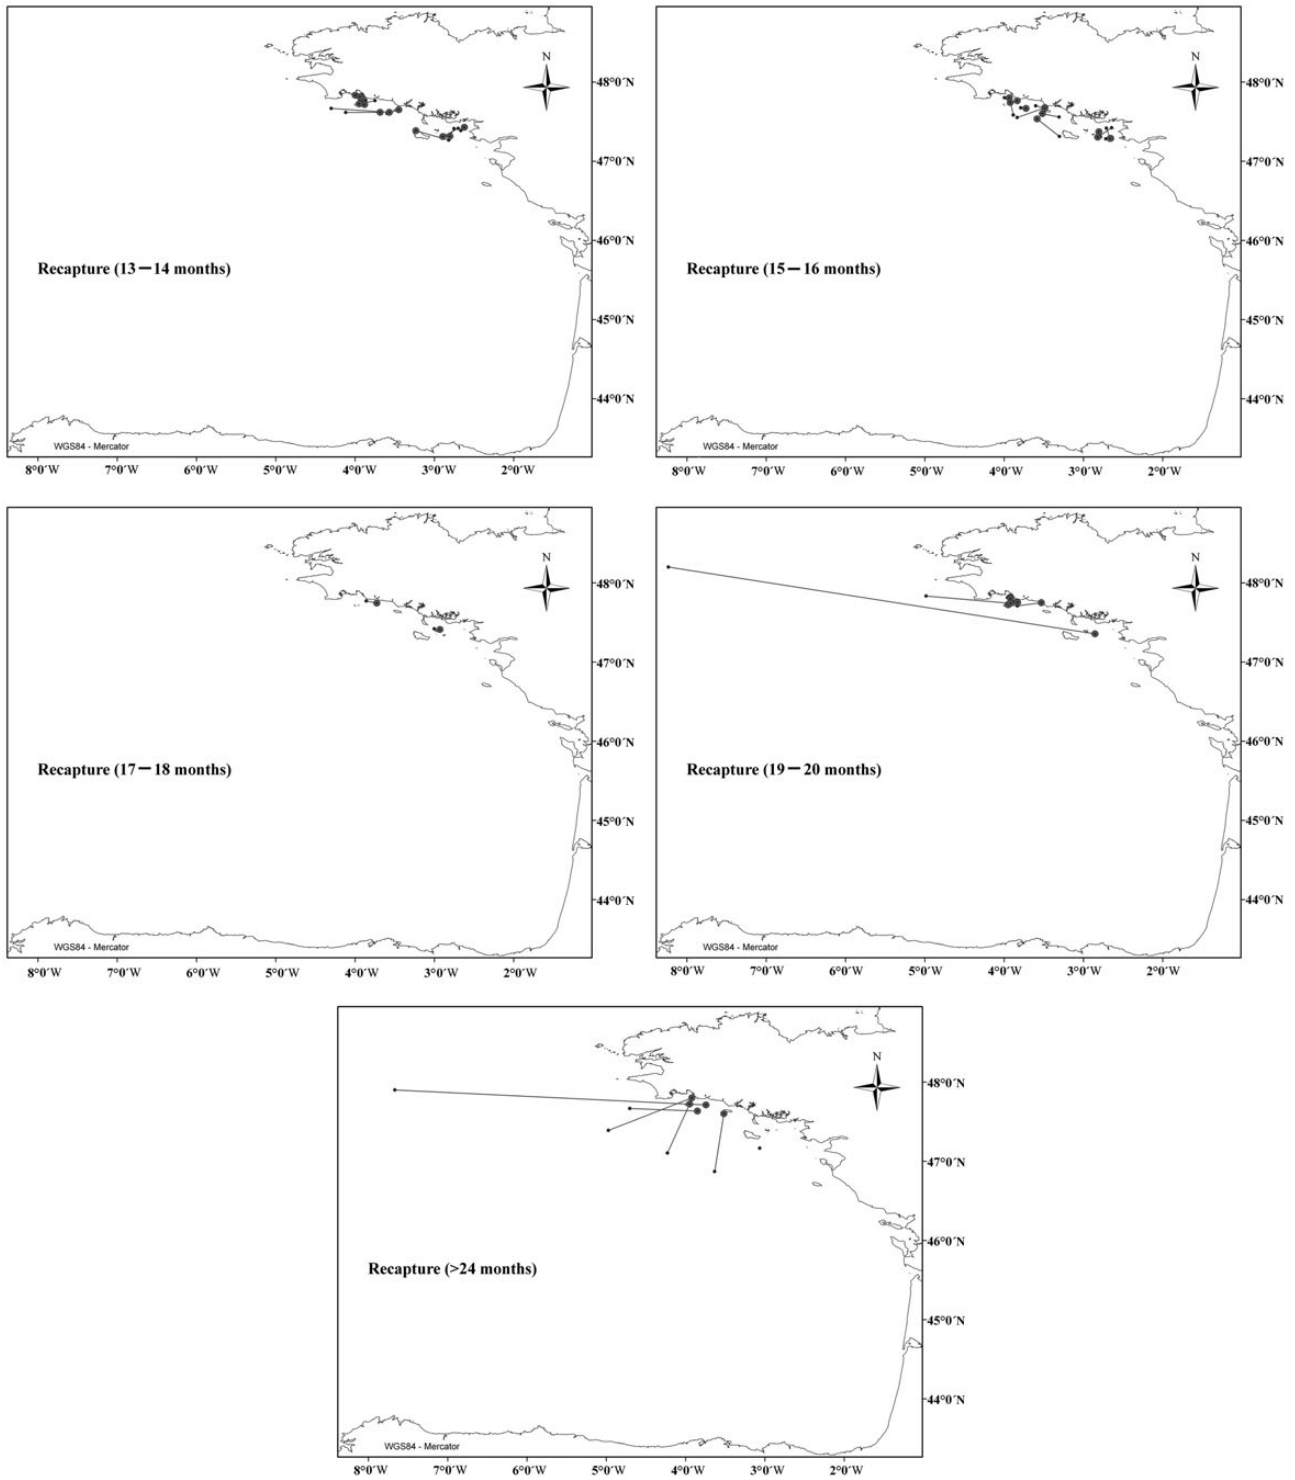 N
48°0´N
47°0´N
46°0´N
45°0´N
44°0´N
Recapture (13—14 months)
WGS84 - Mercator
8°0´W 7°0´W 6°0´W 5°0´W 4°0´W 3°0´W 2°0´W
N
48°0´N
47°0´N
46°0´N
45°0´N
44°0´N
Recapture (15—16 months)
WGS84 - Mercator
8°0´W 7°0´W 6°0´W 5°0´W 4°0´W 3°0´W 2°0´W
N
48°0´N
47°0´N
46°0´N
45°0´N
44°0´N
Recapture (17—18 months)
WGS84 - Mercator
8°0´W 7°0´W 6°0´W 5°0´W 4°0´W 3°0´W 2°0´W
N
48°0´N
47°0´N
46°0´N
45°0´N
44°0´N
Recapture (19—20 months)
WGS84 - Mercator
8°0´W 7°0´W 6°0´W 5°0´W 4°0´W 3°0´W 2°0´W
N
48°0´N
47°0´N
46°0´N
45°0´N
44°0´N
Recapture (>24 months)
WGS84 - Mercator
8°0´W 7°0´W 6°0´W 5°0´W 4°0´W 3°0´W 2°0´W